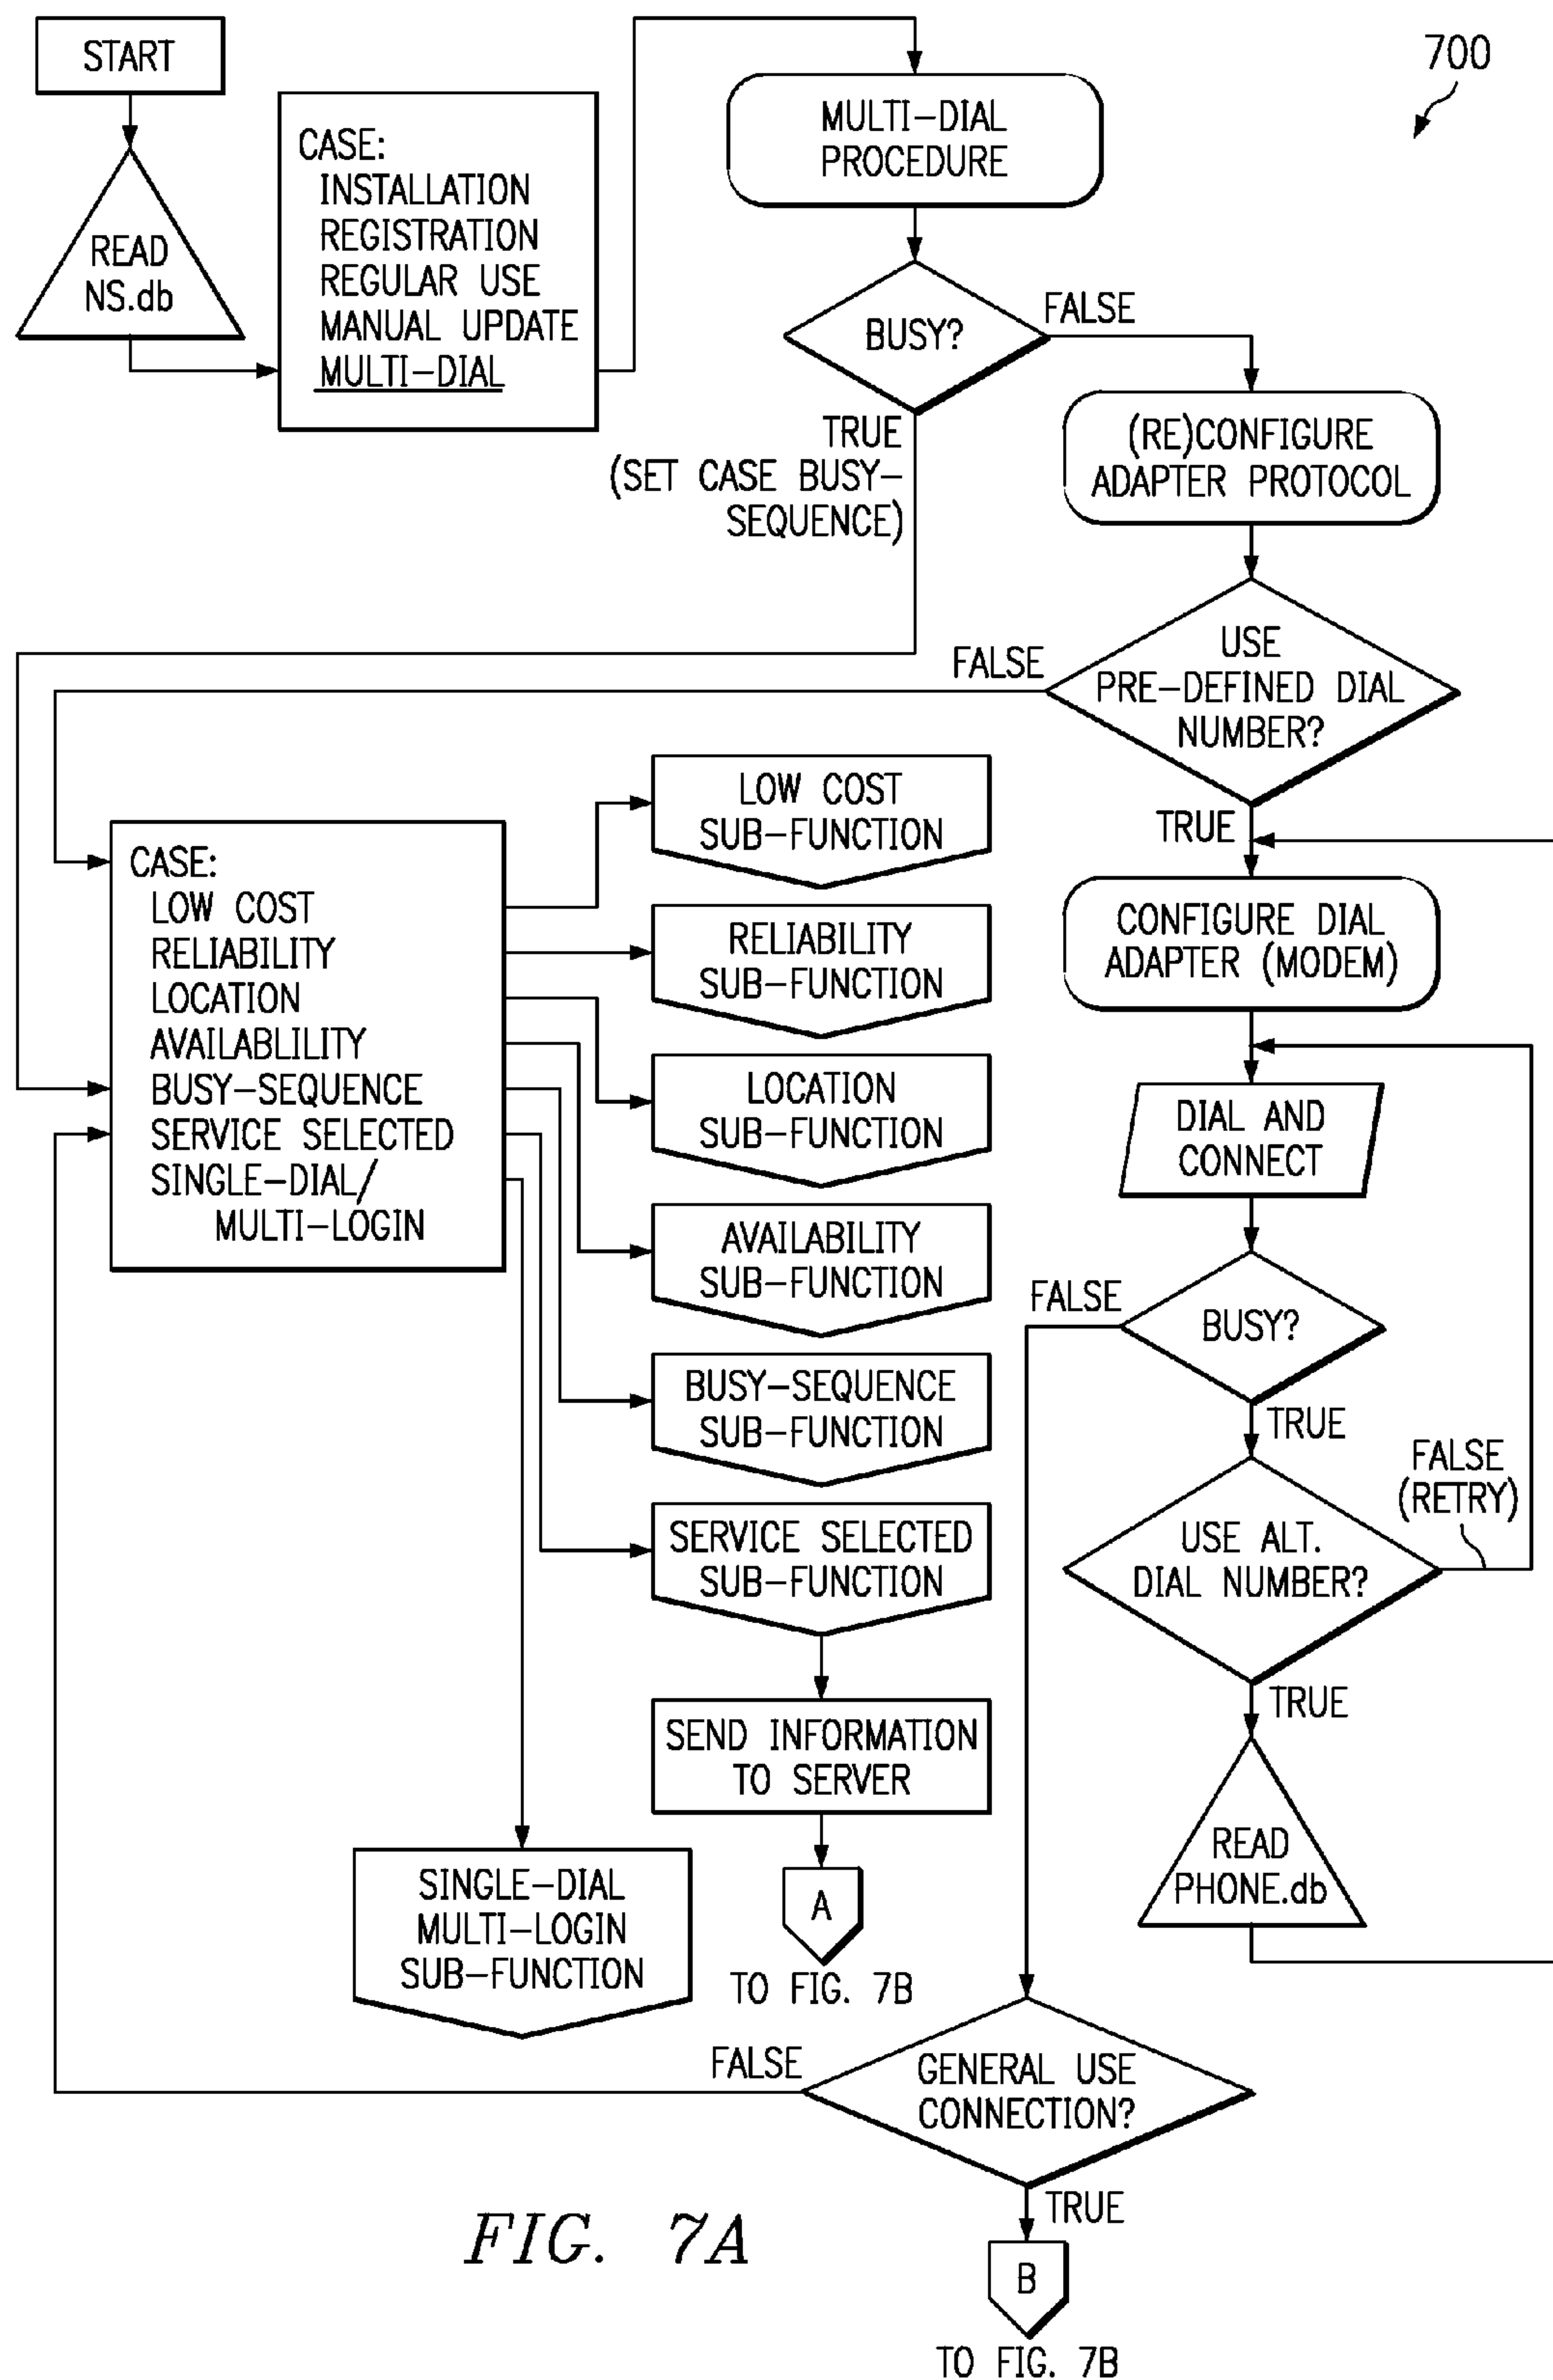 START
700
CASE:
INSTALLATION
REGISTRATION
REGULAR USE
MANUAL UPDATE
MULTI-DIAL
READ
NS.db
MULTI-DIAL
PROCEDURE
BUSY?
FALSE
TRUE
(SET CASE BUSY-
SEQUENCE)
(RE)CONFIGURE
ADAPTER PROTOCOL
USE
PRE-DEFINED DIAL
NUMBER?
FALSE
TRUE
CASE:
LOW COST
RELIABILITY
LOCATION
AVAILABLILITY
BUSY-SEQUENCE
SERVICE SELECTED
SINGLE-DIAL/
MULTI-LOGIN
LOW COST
SUB-FUNCTION
RELIABILITY
SUB-FUNCTION
LOCATION
SUB-FUNCTION
AVAILABILITY
SUB-FUNCTION
BUSY-SEQUENCE
SUB-FUNCTION
SERVICE SELECTED
SUB-FUNCTION
SEND INFORMATION
TO SERVER
A
TO FIG. 7B
SINGLE-DIAL
MULTI-LOGIN
SUB-FUNCTION
CONFIGURE DIAL
ADAPTER (MODEM)
DIAL AND
CONNECT
BUSY?
FALSE
TRUE
USE ALT.
DIAL NUMBER?
FALSE
(RETRY)
TRUE
READ
PHONE.db
GENERAL USE
CONNECTION?
FALSE
TRUE
B
TO FIG. 7B
FIG. 7A